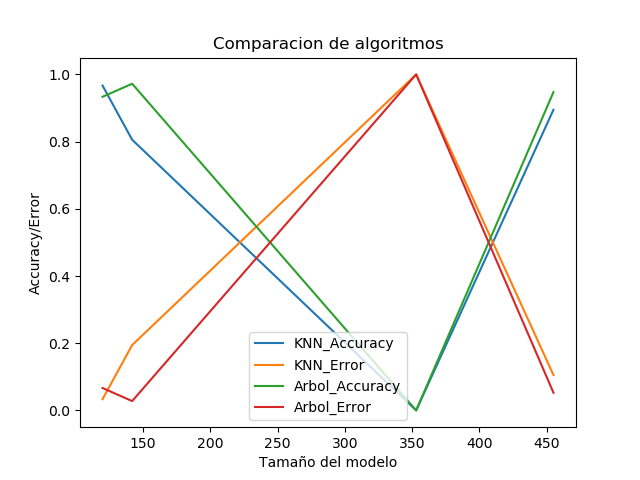 Comparacion de algoritmos
Accuracy/Error
1.0
0.8
0.6
0.4
0.2
0.0
KNN_Accuracy
KNN_Error
Arbol_Accuracy
Arbol_Error
150 200 250 300 350 400 450
Tamaño del modelo